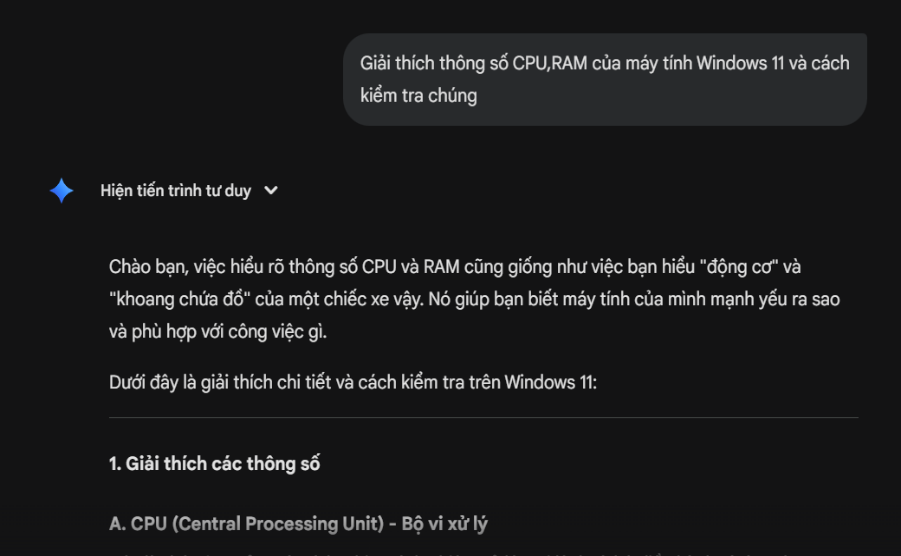 Giải thích thông số CPU,RAM của máy tính Windows 11 và cách
kiểm tra chúng
Hiện tiến trình tư duy
Chào bạn, việc hiểu rõ thông số CPU và RAM cũng giống như việc bạn hiểu "động cơ" và
"khoang chứa đồ" của một chiếc xe vậy. Nó giúp bạn biết máy tính của mình mạnh yếu ra sao
và phù hợp với công việc gì.
Dưới đây là giải thích chi tiết và cách kiểm tra trên Windows 11:
1. Giải thích các thông số
A. CPU (Central Processing Unit) - Bộ vi xử lý